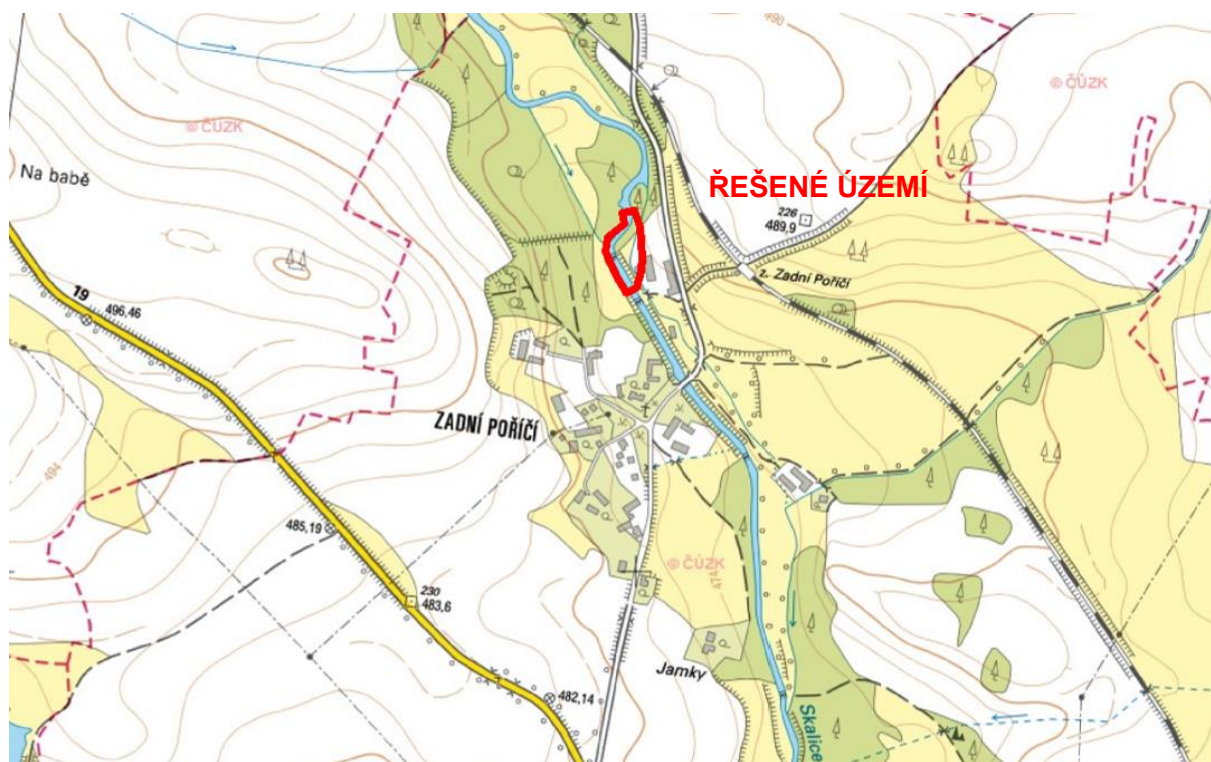 490
© ČÚZK
© ČÚZK
Na babě
ŘEŠENÉ ÚZEMÍ
226
489,9
z. Zadní Poříčí
19
496,46
ZADNÍ POŘÍČÍ
494
485,19
© ČÚZK
474
230
483,6
Jamky
482,14
Skalice